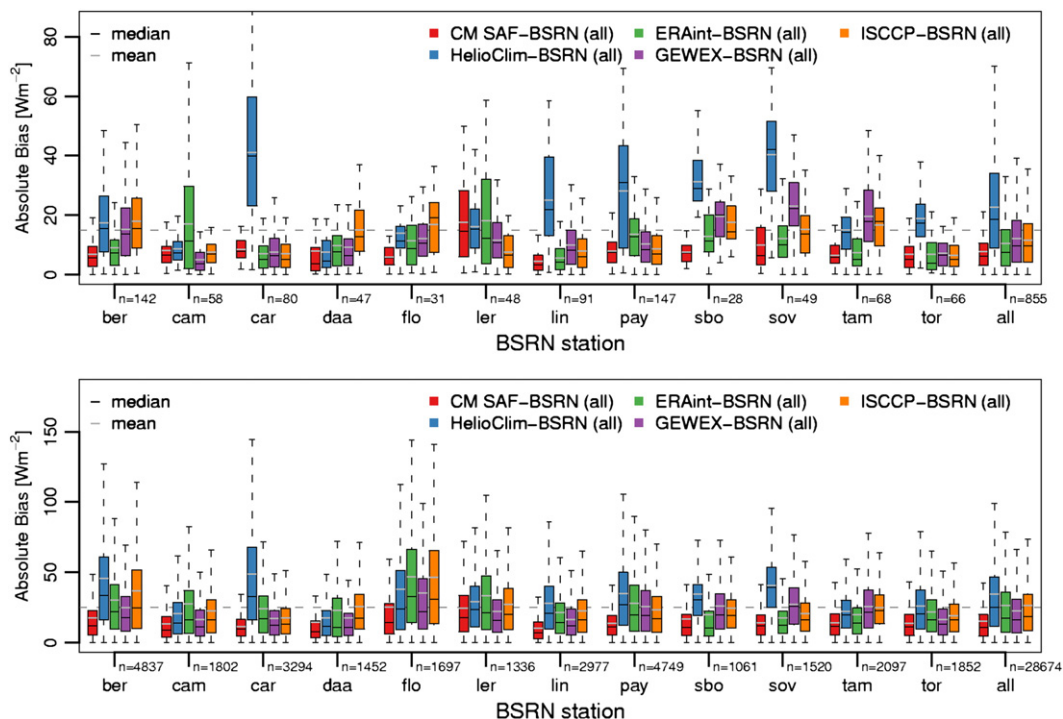 median
mean
CM SAF−BSRN (all)
HelioClim−BSRN (all)
ERAint−BSRN (all)
GEWEX−BSRN (all)
ISCCP−BSRN (all)
Absolute Bias [Wm−2]
80
60
40
20
0
n=142 n=58 n=80 n=47 n=31 n=48 n=91 n=147 n=28 n=49 n=68 n=66 n=855
ber cam car daa flo ler lin pay sbo sov tam tor all
BSRN station
median
mean
CM SAF−BSRN (all)
HelioClim−BSRN (all)
ERAint−BSRN (all)
GEWEX−BSRN (all)
ISCCP−BSRN (all)
Absolute Bias [Wm−2]
150
100
50
0
n=4837 n=1802 n=3294 n=1452 n=1697 n=1336 n=2977 n=4749 n=1061 n=1520 n=2097 n=1852 n=28674
ber cam car daa flo ler lin pay sbo sov tam tor all
BSRN station